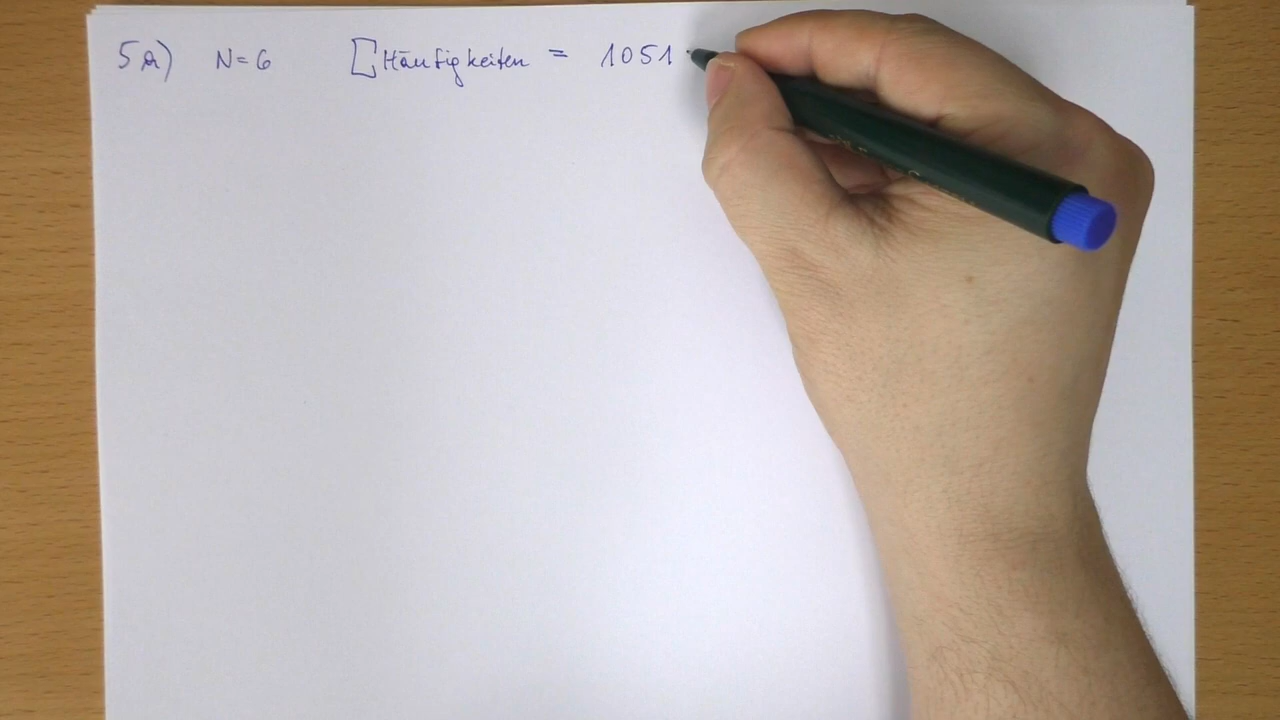 5a) N=6 ∑Häufigkeiten = 1051